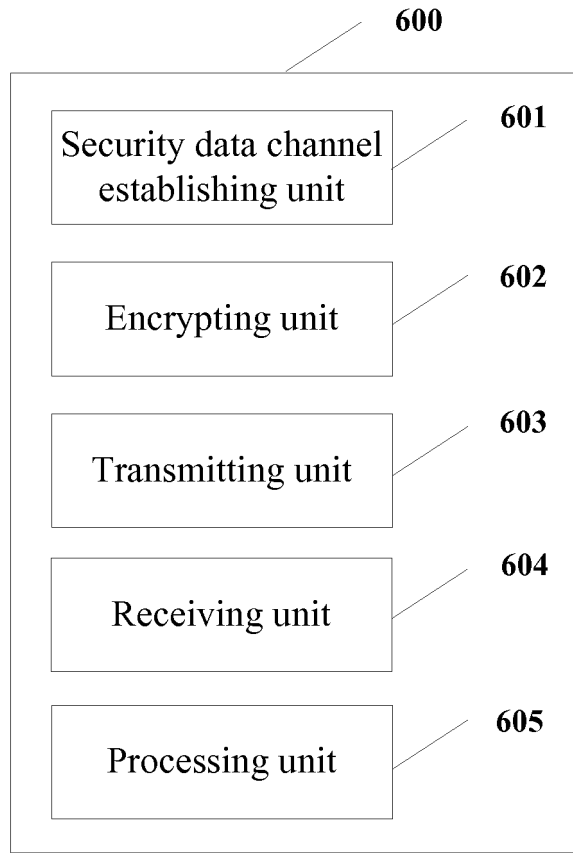 600
Security data channel
establishing unit
601
Encrypting unit
602
Transmitting unit
603
Receiving unit
604
Processing unit
605